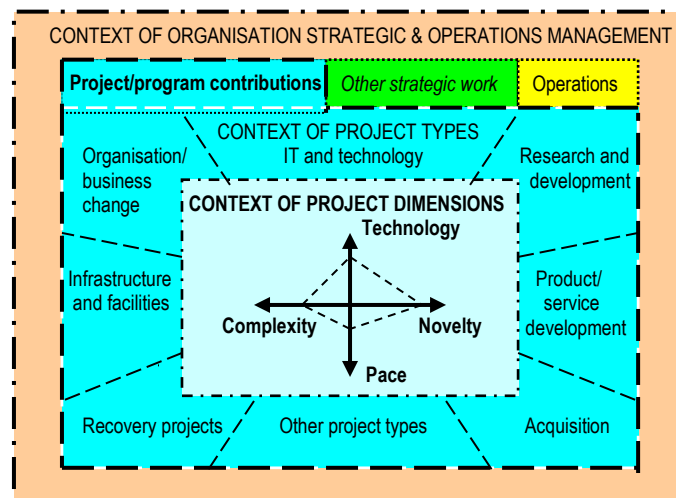 CONTEXT OF ORGANISATION STRATEGIC & OPERATIONS MANAGEMENT
Project/program contributions
Other strategic work
Operations
CONTEXT OF PROJECT TYPES
IT and technology
Organisation/
business
change
Research and
development
CONTEXT OF PROJECT DIMENSIONS
Technology
Infrastructure
and facilities
Complexity
Novelty
Pace
Product/
service
development
Recovery projects
Other project types
Acquisition